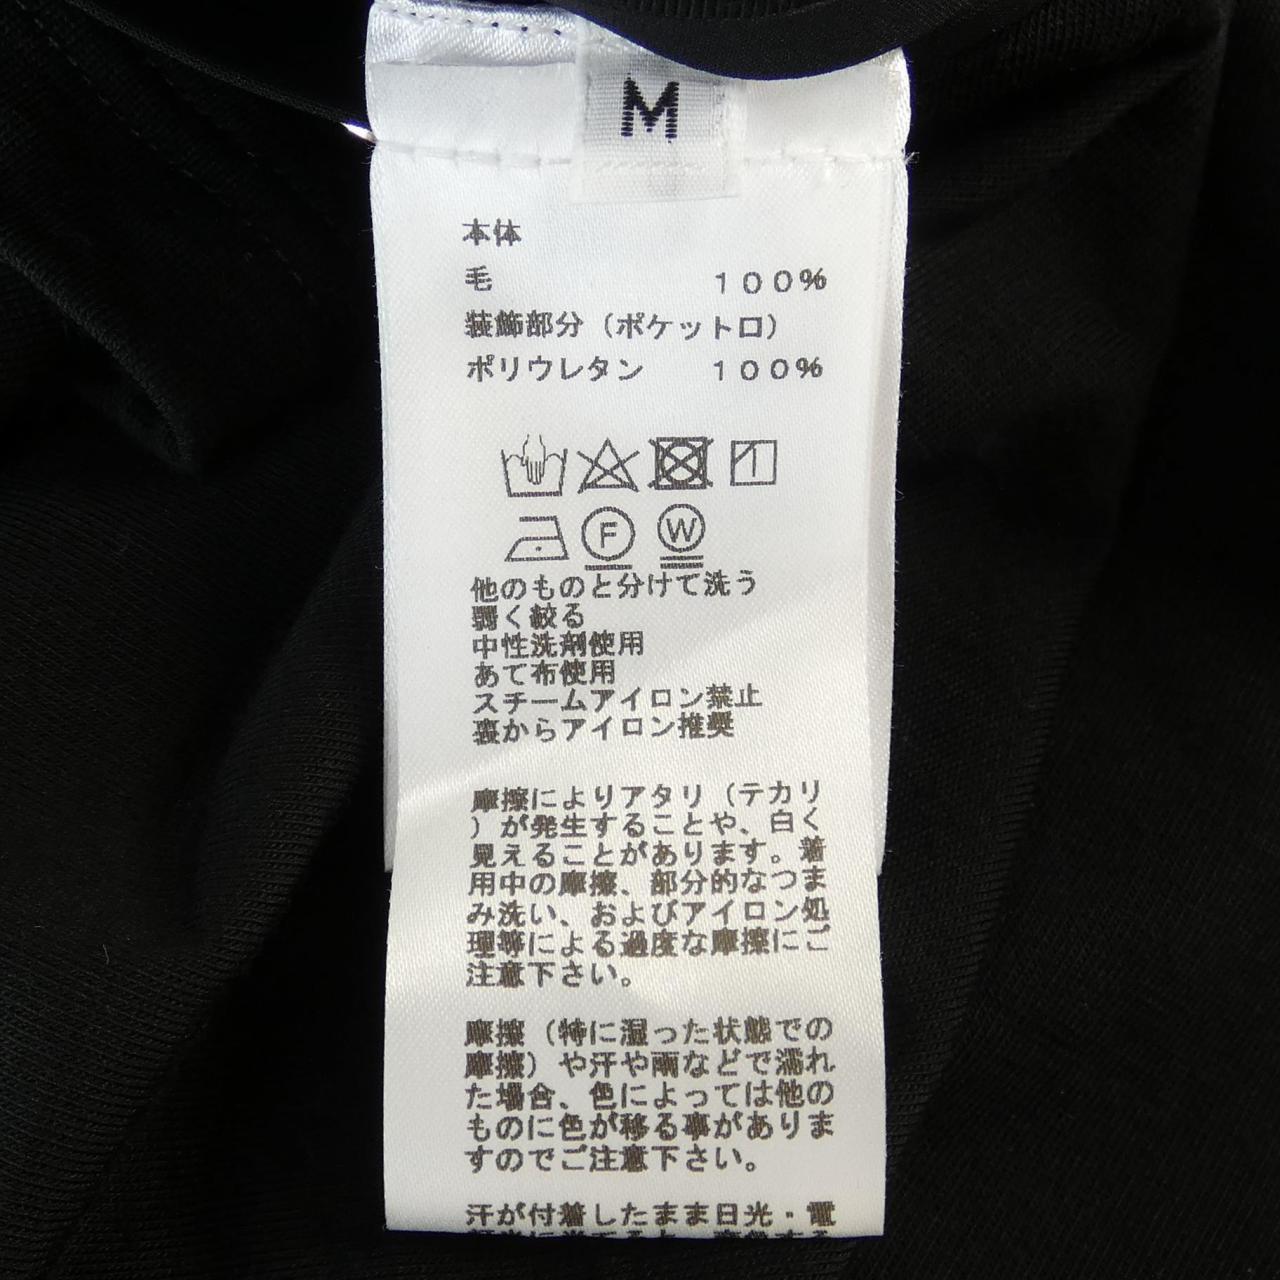 M
本体
毛 100%
装飾部分(ポケット口)
ポリウレタン 100%
F W
他のものと分けて洗う
弱く絞る
中性洗剤使用
あて布使用
スチームアイロン禁止
裏からアイロン推奨
摩擦によりアタリ(テカリ
)が発生することや、白く
見えることがあります。着
用中の摩擦、部分的なつま
み洗い、およびアイロン処
理等による過度な摩擦にご
注意下さい。
摩擦(特に湿った状態での
摩擦)や汗や雨などで濡れ
た場合、色によっては他の
ものに色が移る事がありま
すのでご注意下さい。
汗が付着したまま日光・電